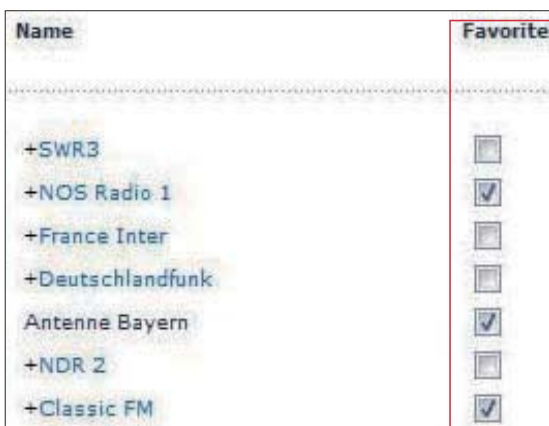 Name Favorite
+SWR3
+NOS Radio 1
+France Inter
+Deutschlandfunk
Antenne Bayern
+NDR 2
+Classic FM